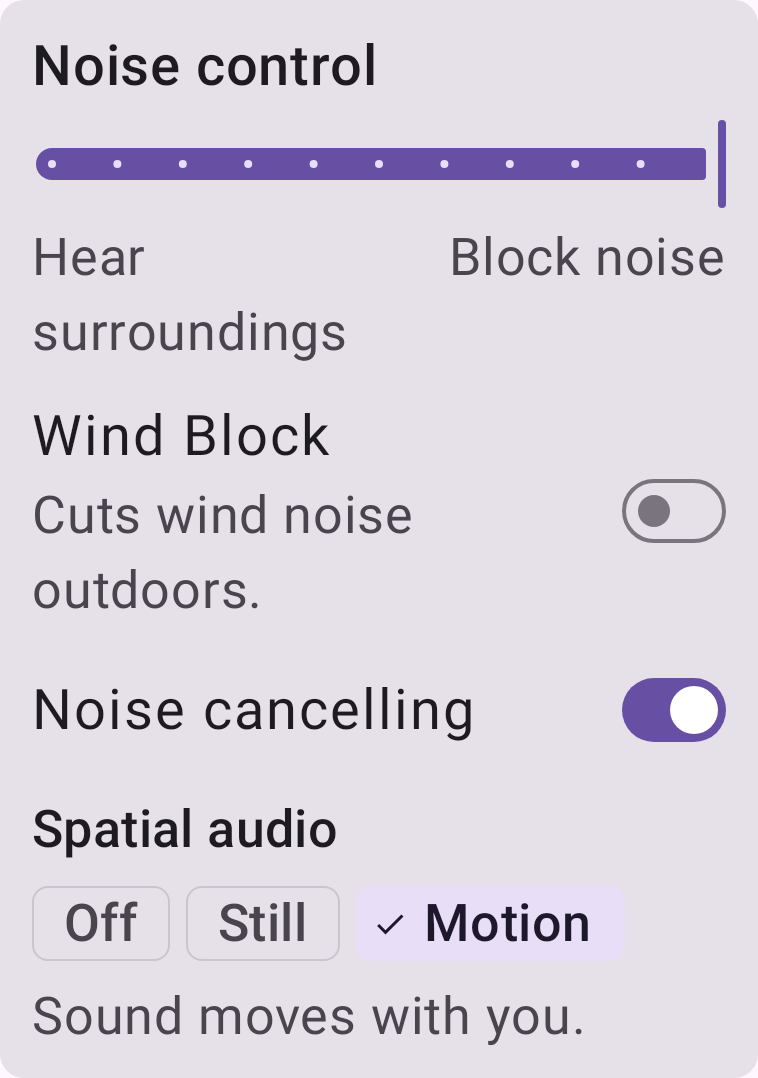 Noise control
Hear
Block noise
surroundings
Wind Block
Cuts wind noise
outdoors.
Noise cancelling
Spatial audio
Off
Still
Motion
Sound moves with you.